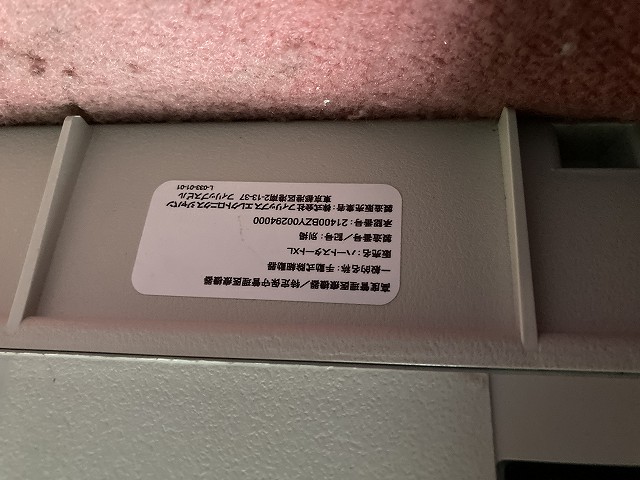 高度管理医療機器／特定保守管理医療機器
一般的名称：手動式除細動器
販売名：ハートスタートXL
製造番号／記号：別掲
承認番号：21400BZY00294000
製造販売業者：株式会社フィリップスエレクトロニクスジャパン
東京都港区港南2-13-37 フィリップスビル
L-033-01-01